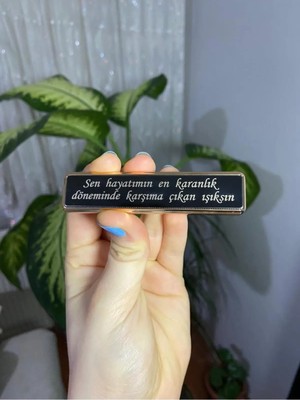 Sen hayatımın en karanlık
döneminde karşıma çıkan ışıksın